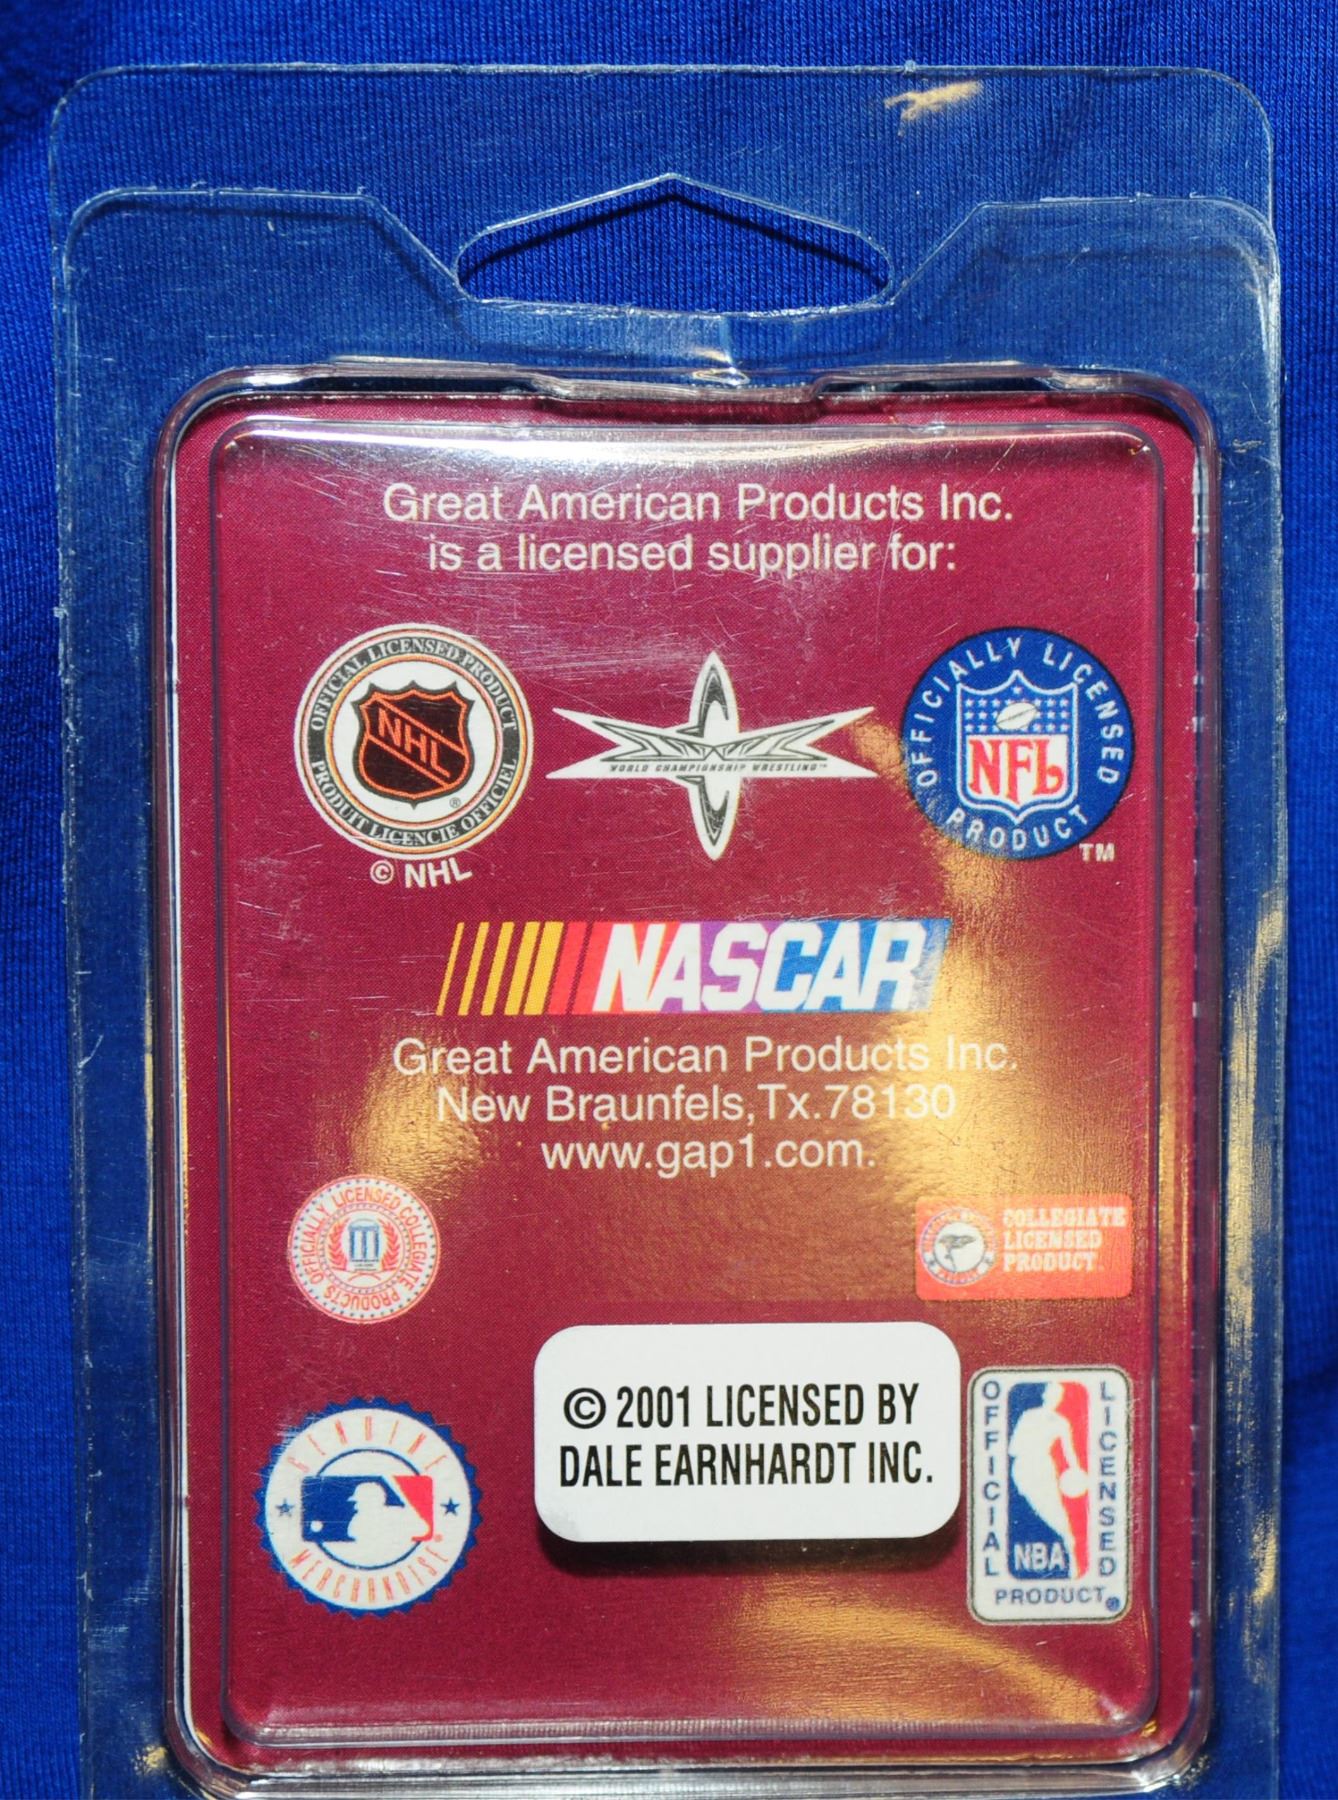 Great American Products Inc.
is a licensed supplier for:
OFFICIAL LICENSED PRODUCT
NHL
®
PRODUIT LICENCIE OFFICIEL
© NHL
WORLD CHAMPIONSHIP WRESTLING™
OFFICIALLY LICENSED
NFL
PRODUCT
TM
NASCAR
Great American Products Inc.
New Braunfels,Tx.78130
www.gap1.com.
OFFICIALLY LICENSED COLLEGIATE PRODUCTS
COLLEGIATE
LICENSED
PRODUCT
GENUINE
MERCHANDISE
© 2001 LICENSED BY
DALE EARNHARDT INC.
OFFICIAL
LICENSED
NBA
PRODUCT